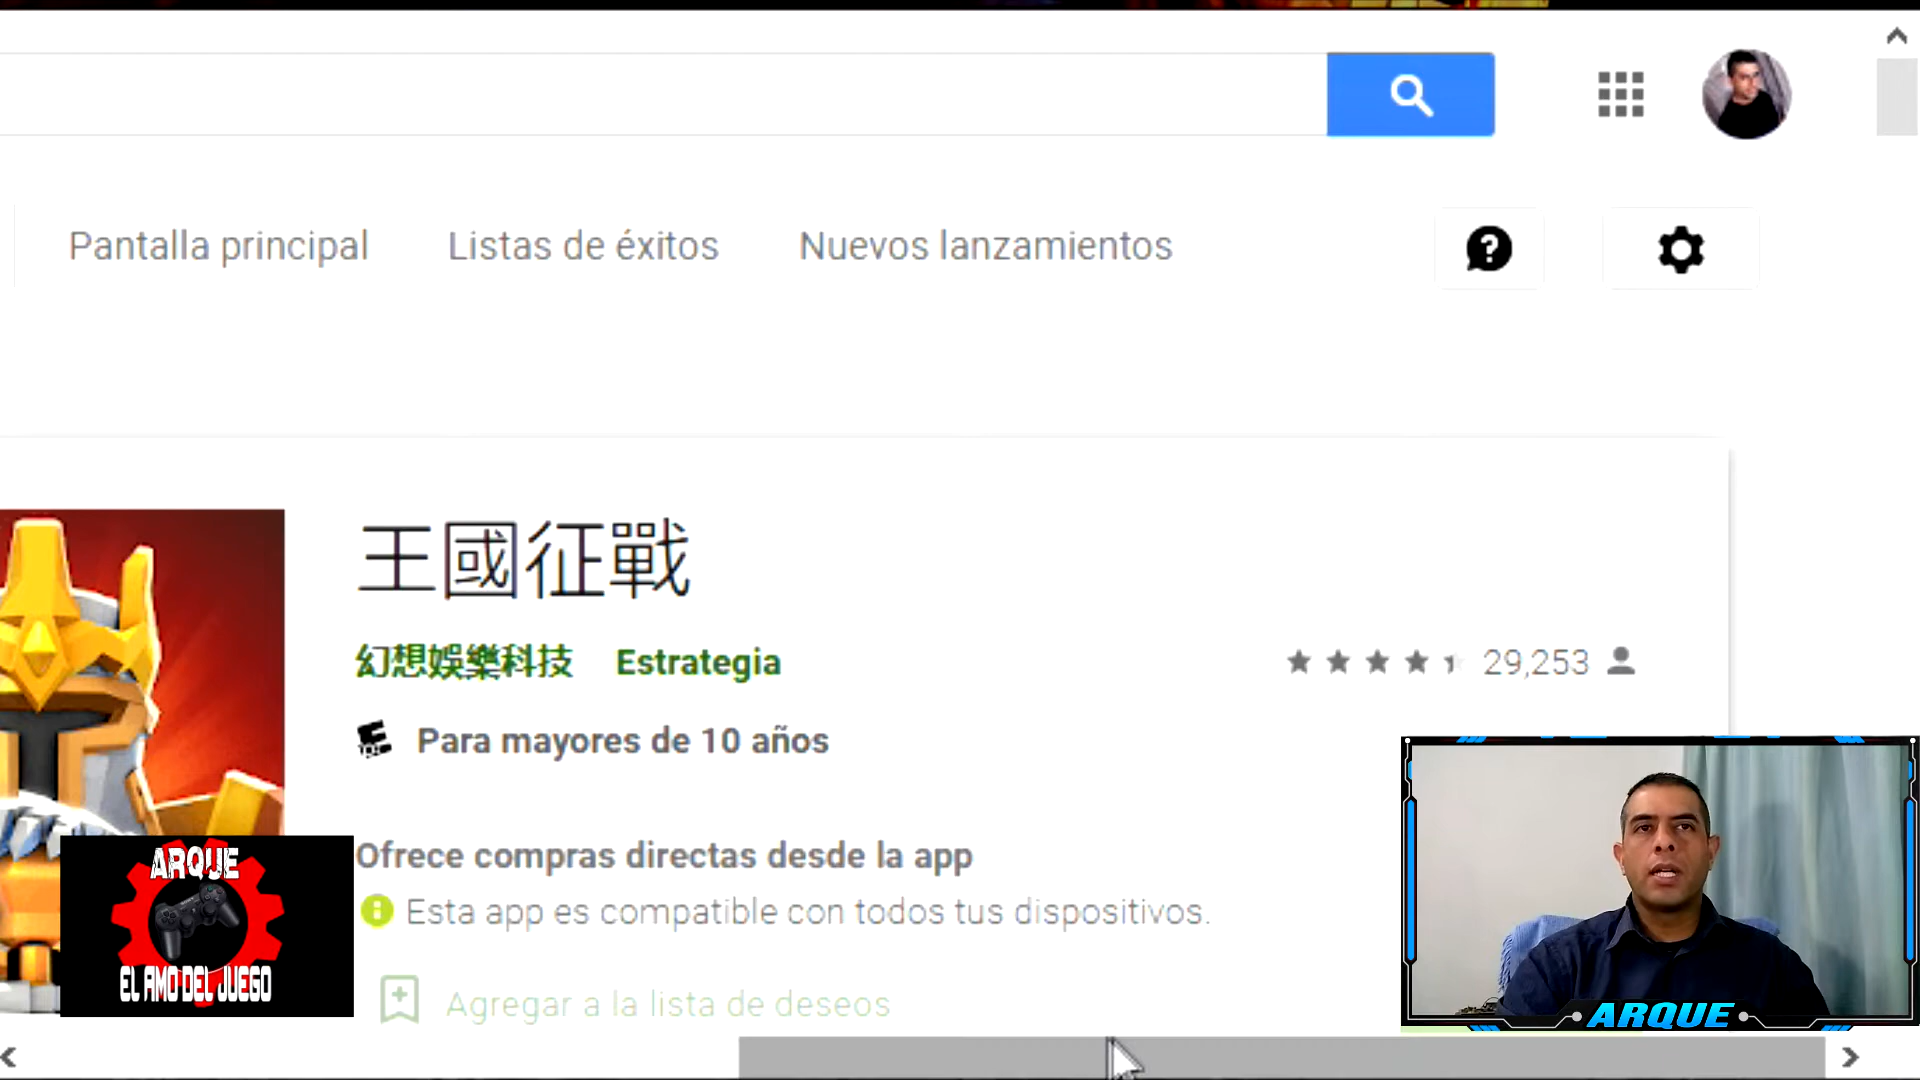 Pantalla principal Listas de éxitos Nuevos lanzamientos
王國征戰
幻想娛樂科技 Estrategia 29,253
Para mayores de 10 años
Ofrece compras directas desde la app
Esta app es compatible con todos tus dispositivos.
Agregar a la lista de deseos
ARQUE
EL AMO DEL JUEGO
ARQUE